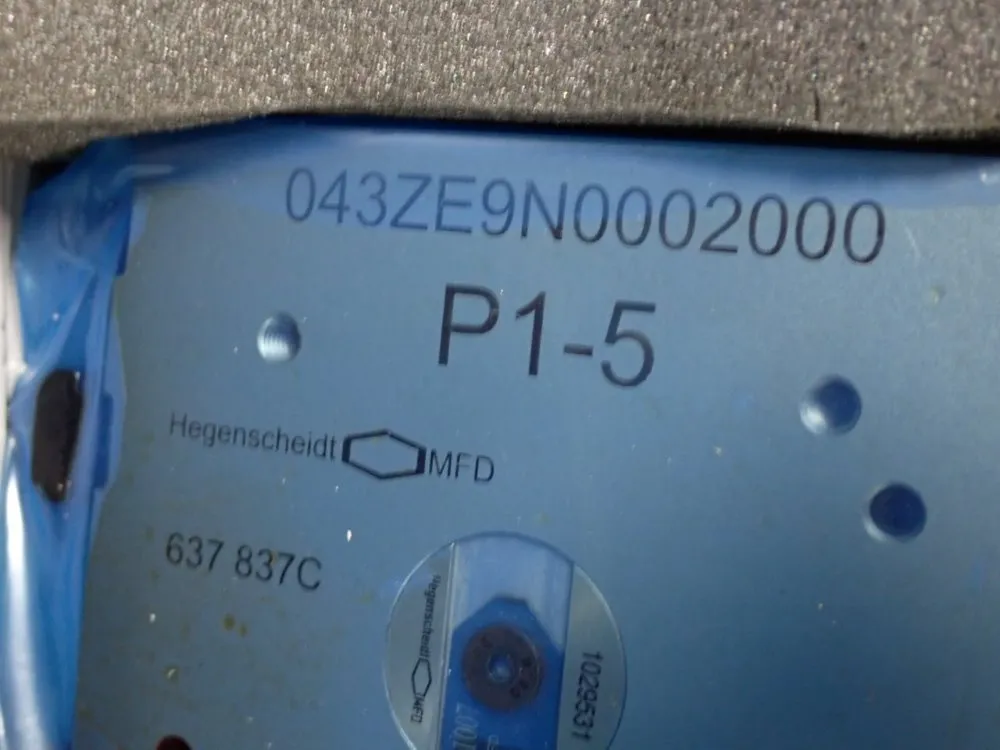 043ZE9N0002000
P1-5
Hegenscheidt MFD
637 837C
Hegenscheidt MFD
1029531